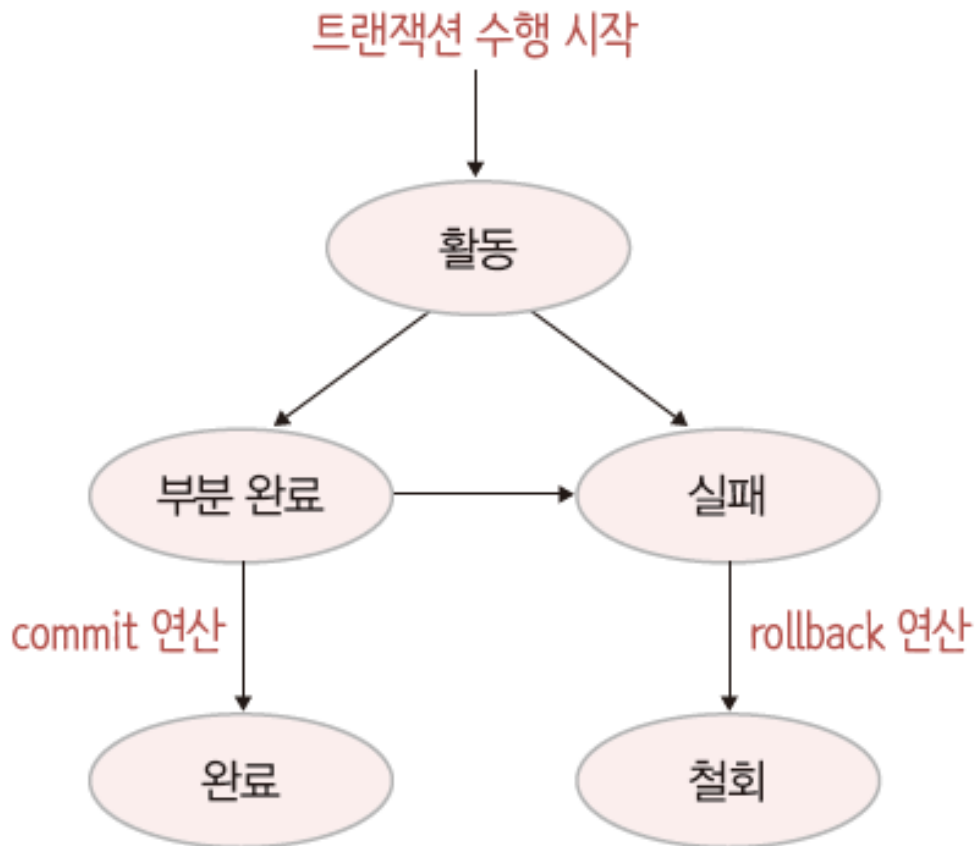 트랜잭션 수행 시작
활동
부분 완료
실패
commit 연산
rollback 연산
완료
철회